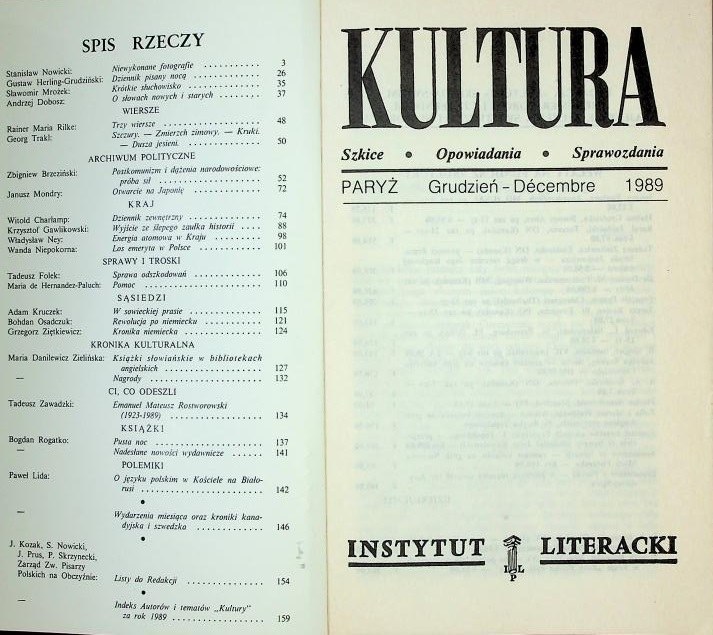 SPIS RZECZY
Stanisław Nowicki: Niewykonane fotografie . . . . . . . . . . 3
Gustaw Herling-Grudziński: Dziennik pisany nocą . . . . . . . . . . 26
Sławomir Mrożek: Krótkie słuchowisko . . . . . . . . . . 35
Andrzej Dobosz: O słowach nowych i starych . . . . . . . . 37
WIERSZE
Rainer Maria Rilke: Trzy wiersze . . . . . . . . . . 48
Georg Trakl: Szczury. — Zmierzch zimowy. — Kruki.
— Dusza jesieni. . . . . . . . . . . 50
ARCHIWUM POLITYCZNE
Zbigniew Brzeziński: Postkomunizm i dążenia narodowościowe:
próba sił . . . . . . . . . . 52
Janusz Mondry: Otwarcie na Japonię . . . . . . . . . . 72
KRAJ
Witold Charłamp: Dziennik zewnętrzny . . . . . . . . . . 74
Krzysztof Gawlikowski: Wyjście ze ślepego zaułka historii . . . . 88
Władysław Ney: Energia atomowa w Kraju . . . . . . . . 98
Wanda Niepokorna: Los emeryta w Polsce . . . . . . . . . . 101
SPRAWY I TROSKI
Tadeusz Folek: Sprawa odszkodowań . . . . . . . . . . 106
Maria de Hernandez-Paluch: Pomoc . . . . . . . . . . 110
SĄSIEDZI
Adam Kruczek: W sowieckiej prasie . . . . . . . . . . 115
Bohdan Osadczuk: Rewolucja po niemiecku . . . . . . . . . . 121
Grzegorz Ziętkiewicz: Kronika niemiecka . . . . . . . . . . 124
KRONIKA KULTURALNA
Maria Danilewicz Zielińska: Książki słowiańskie w bibliotekach
angielskich . . . . . . . . . . 127
— Nagrody . . . . . . . . . . 132
CI, CO ODESZLI
Tadeusz Zawadzki: Emanuel Mateusz Rostworowski
(1923-1989) . . . . . . . . . . 134
KSIĄŻKI
Bogdan Rogatko: Pusta noc . . . . . . . . . . 137
— Nadesłane nowości wydawnicze . . . . . . 141
POLEMIKI
Paweł Lida: O języku polskim w Kościele na Biało-
rusi . . . . . . . . . . 142
•
— Wydarzenia miesiąca oraz kroniki kana-
dyjska i szwedzka . . . . . . . . . . 146
•
J. Kozak, S. Nowicki,
J. Prus, P. Skrzynecki,
Zarząd Zw. Pisarzy
Polskich na Obczyźnie: Listy do Redakcji . . . . . . . . . . 154
•
— Indeks Autorów i tematów „Kultury”
za rok 1989 . . . . . . . . . . 159
KULTURA
Szkice • Opowiadania • Sprawozdania
PARYŻ Grudzień – Décembre 1989
INSTYTUT LITERACKI
I L
P